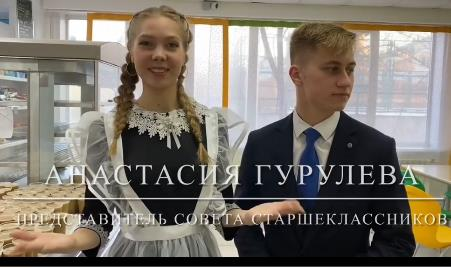 АНАСТАСИЯ ГУРУЛЕВА
ПРЕДСТАВИТЕЛЬ СОВЕТА СТАРШЕКЛАССНИКОВ